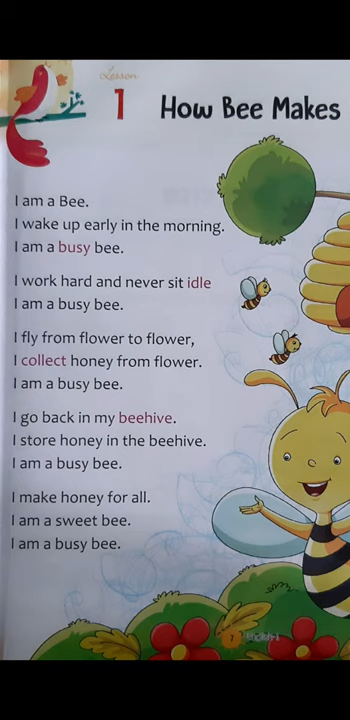 Lesson
1 How Bee Makes
I am a Bee.
I wake up early in the morning.
I am a busy bee.
I work hard and never sit idle
I am a busy bee.
I fly from flower to flower,
I collect honey from flower.
I am a busy bee.
I go back in my beehive.
I store honey in the beehive.
I am a busy bee.
I make honey for all.
I am a sweet bee.
I am a busy bee.
7